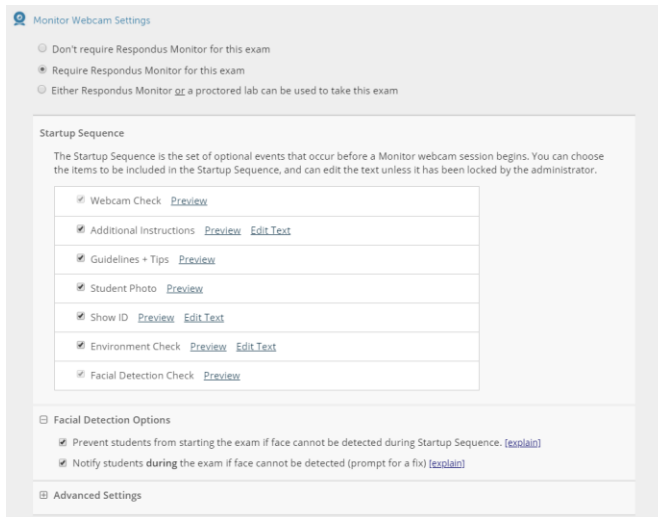 Monitor Webcam Settings
Don't require Respondus Monitor for this exam
Require Respondus Monitor for this exam
Either Respondus Monitor or a proctored lab can be used to take this exam
Startup Sequence
The Startup Sequence is the set of optional events that occur before a Monitor webcam session begins. You can choose
the items to be included in the Startup Sequence, and can edit the text unless it has been locked by the administrator.
Webcam Check Preview
Additional Instructions Preview Edit Text
Guidelines + Tips Preview
Student Photo Preview
Show ID Preview Edit Text
Environment Check Preview Edit Text
Facial Detection Check Preview
Facial Detection Options
Prevent students from starting the exam if face cannot be detected during Startup Sequence. [explain]
Notify students during the exam if face cannot be detected (prompt for a fix) [explain]
Advanced Settings